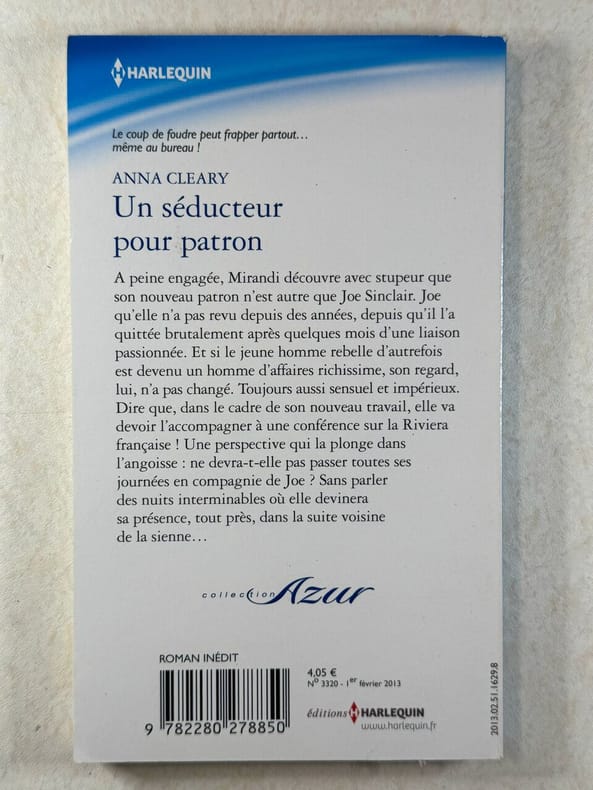 HARLEQUIN
Le coup de foudre peut frapper partout…
même au bureau !
ANNA CLEARY
Un séducteur
pour patron
A peine engagée, Mirandi découvre avec stupeur que
son nouveau patron n'est autre que Joe Sinclair. Joe
qu'elle n'a pas revu depuis des années, depuis qu'il l'a
quittée brutalement après quelques mois d'une liaison
passionnée. Et si le jeune homme rebelle d'autrefois
est devenu un homme d'affaires richissime, son regard,
lui, n'a pas changé. Toujours aussi sensuel et impérieux.
Dire que, dans le cadre de son nouveau travail, elle va
devoir l'accompagner à une conférence sur la Riviera
française ! Une perspective qui la plonge dans
l'angoisse : ne devra-t-elle pas passer toutes ses
journées en compagnie de Joe ? Sans parler
des nuits interminables où elle devinera
sa présence, tout près, dans la suite voisine
de la sienne…
collection Azur
ROMAN INÉDIT
9 782280 278850
4,05 €
N° 3320 - 1er février 2013
éditions HARLEQUIN
www.harlequin.fr
2013.02.51.1629.8